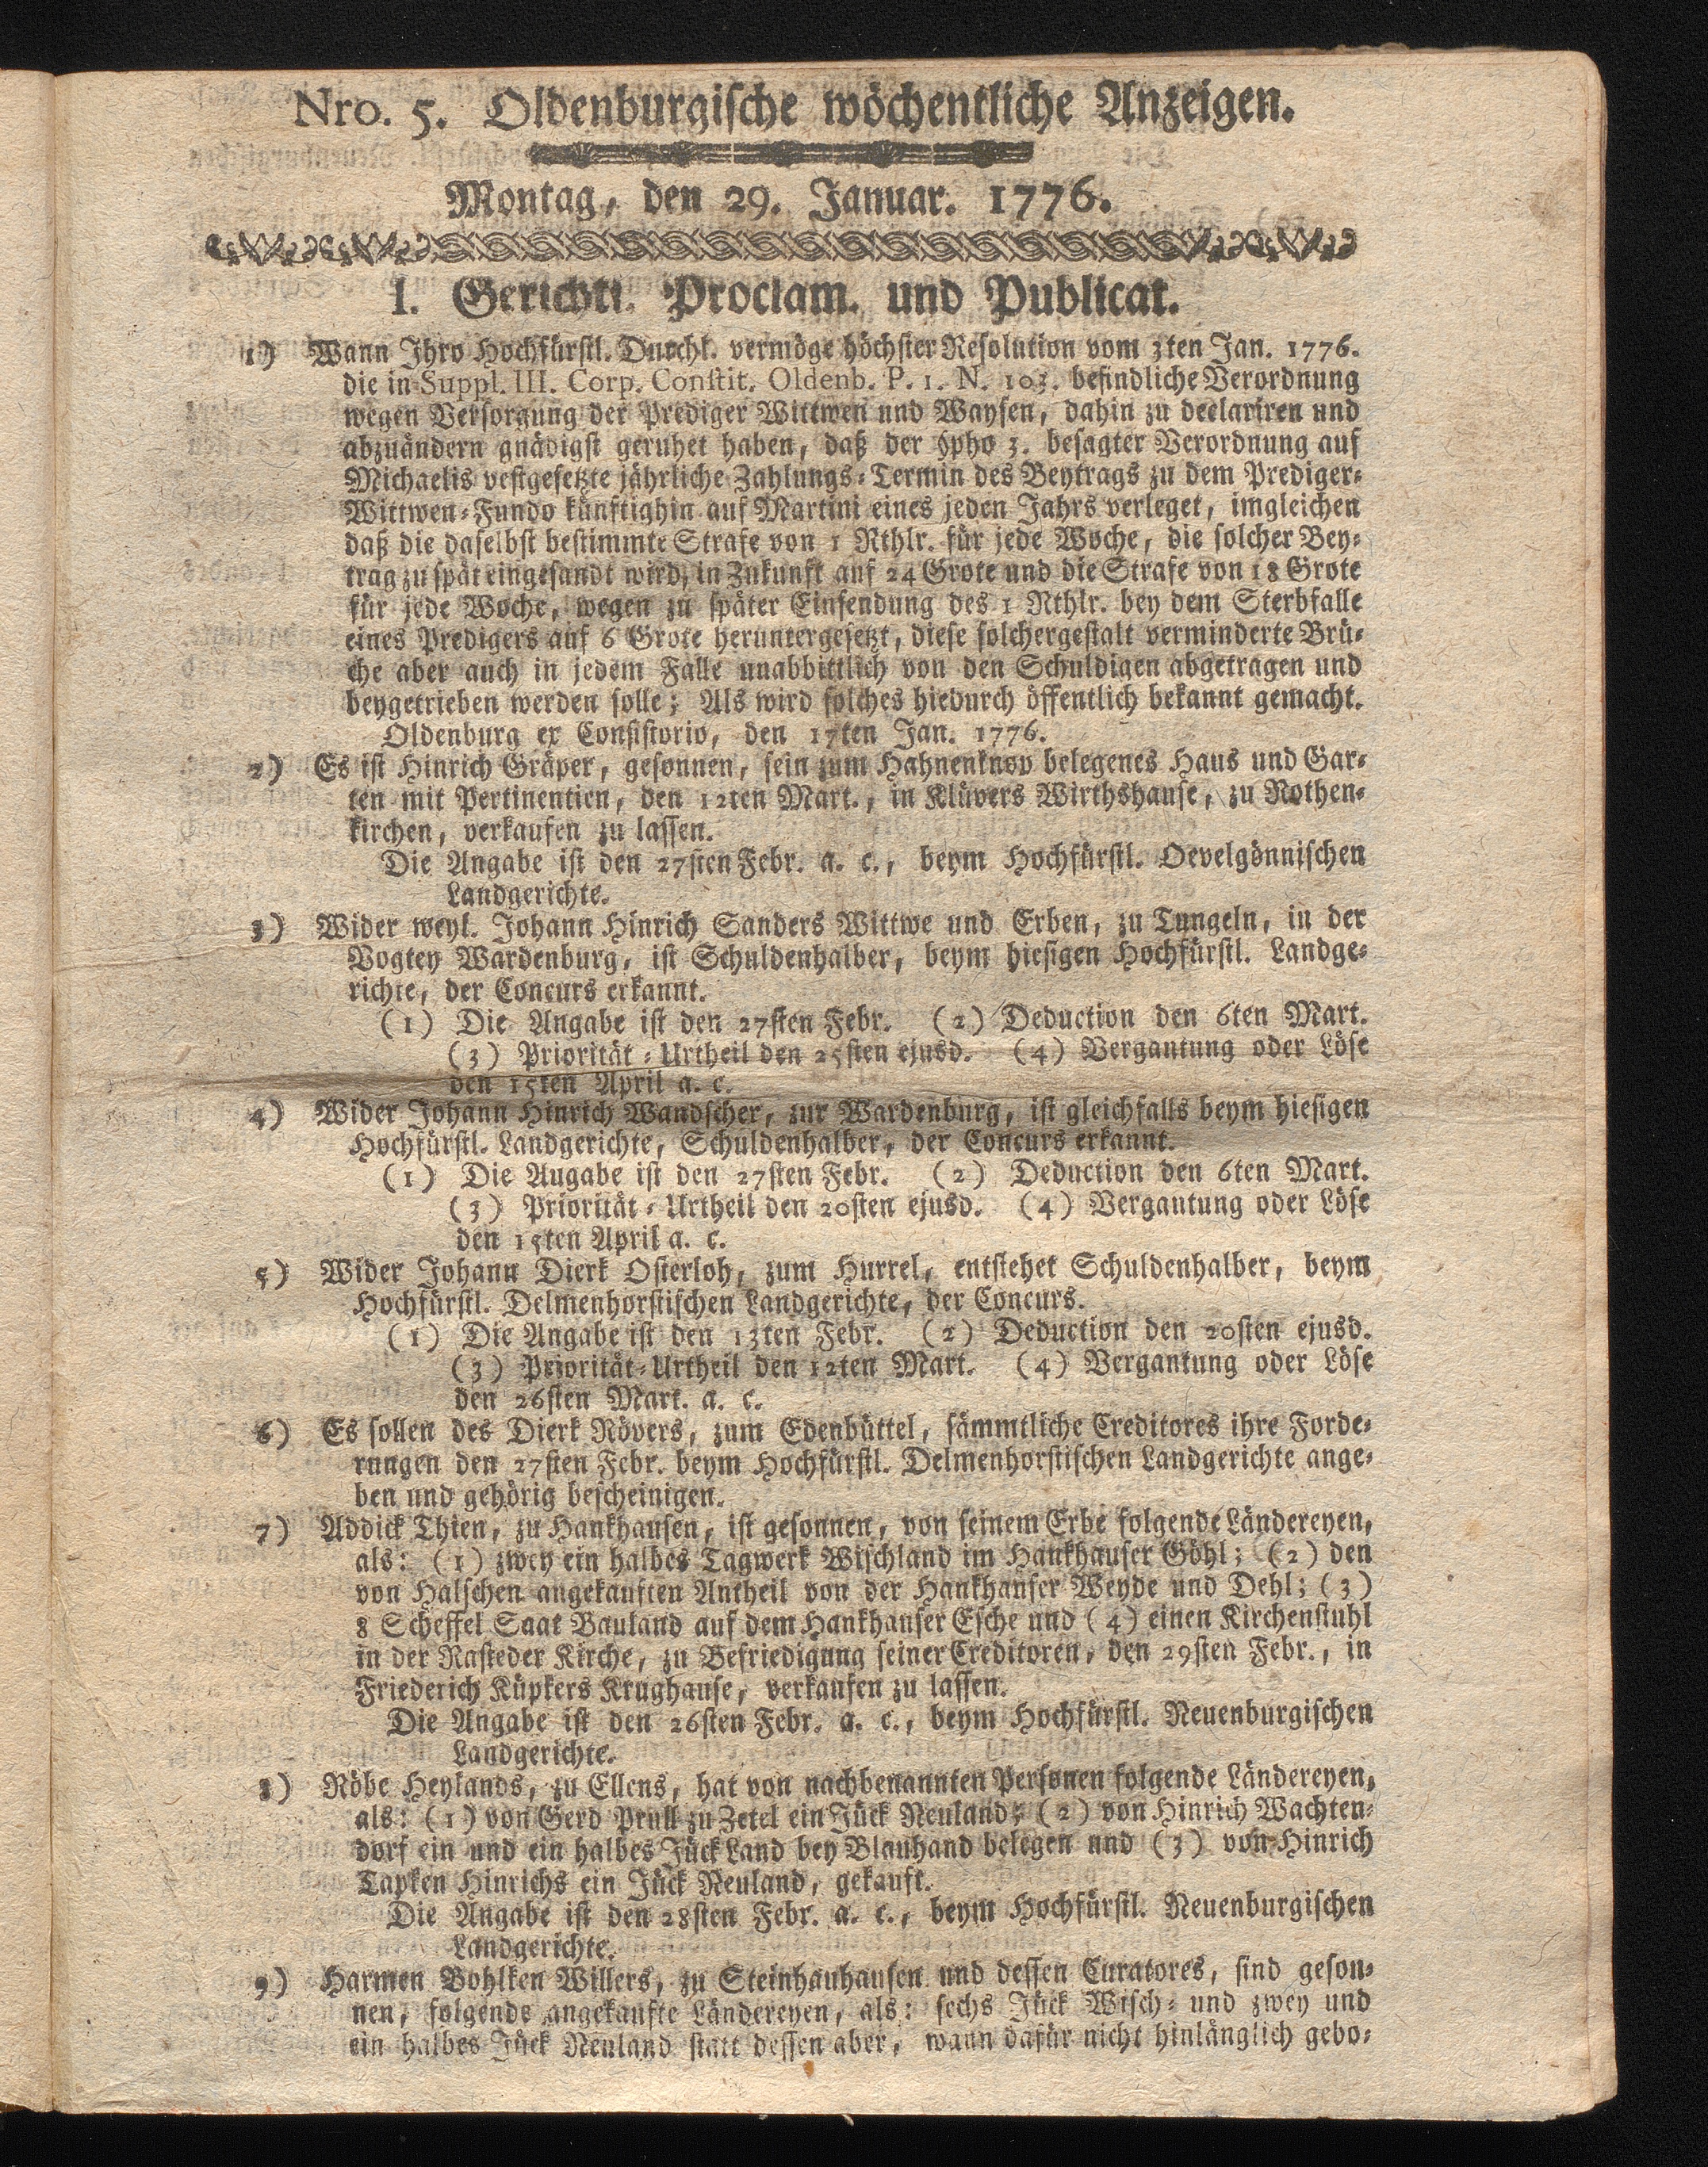 Nro. 5. Oldenburgische wöchentliche Anzeigen.
Montag, den 29. Januar. 1776.
I. Gerichtl. Proclam. und Publicat.
1) Wann Ihro Hochfürstl. Durchl. vermöge höchster Resolution vom 3ten Jan. 1776.
die in Suppl. III. Corp. Constit. Oldenb. P. 1. N. 103. befindliche Verordnung
wegen Versorgung der Prediger Wittwen und Waysen, dahin zu declariren und
abzuändern gnädigst geruhet haben, daß der §pho 3. besagter Verordnung auf
Michaelis vestgesetzte jährliche Zahlungs-Termin des Beytrags zu dem Prediger-
Wittwen-Fundo künftighin auf Martini eines jeden Jahrs verleget, imgleichen
daß die daselbst bestimmte Strafe von 1 Rthlr. für jede Woche, die solcher Bey-
trag zu spät eingesandt wird, in Zukunft auf 24 Grote und die Strafe von 18 Grote
für jede Woche, wegen zu später Einsendung des 1 Rthlr. bey dem Sterbfalle
eines Predigers auf 6 Grote heruntergesetzt, diese solchergestalt verminderte Brü-
che aber auch in jedem Falle unabbittlich von den Schuldigen abgetragen und
beygetrieben werden solle; Als wird solches hiedurch öffentlich bekannt gemacht.
Oldenburg ex Consistorio, den 17ten Jan. 1776.
2) Es ist Hinrich Gräper, gesonnen, sein zum Hahnenknop belegenes Haus und Gar-
ten mit Pertinentien, den 12ten Mart., in Klüvers Wirthshause, zu Rothen-
kirchen, verkaufen zu lassen.
Die Angabe ist den 27sten Febr. a. c., beym Hochfürstl. Oevelgönnischen
Landgerichte.
3) Wider weyl. Johann Hinrich Sanders Wittwe und Erben, zu Tungeln, in der
Vogtey Wardenburg, ist Schuldenhalber, beym hiesigen Hochfürstl. Landge-
richte, der Concurs erkannt.
(1) Die Angabe ist den 27sten Febr. (2) Deduction den 6ten Mart.
(3) Priorität-Urtheil den 25sten ejusd. (4) Vergantung oder Löse
den 15ten April a. c.
4) Wider Johann Hinrich Wandscher, zur Wardenburg, ist gleichfalls beym hiesigen
Hochfürstl. Landgerichte, Schuldenhalber, der Concurs erkannt.
(1) Die Augabe ist den 27sten Febr. (2) Deduction den 6ten Mart.
(3) Priorität-Urtheil den 20sten ejusd. (4) Vergantung oder Löse
den 15ten April a. c.
5) Wider Johann Dierk Osterloh, zum Hurrel, entstehet Schuldenhalber, beym
Hochfürstl. Delmenhorstischen Landgerichte, der Concurs.
(1) Die Angabe ist den 13ten Febr. (2) Deduction den 20sten ejusd.
(3) Priorität-Urtheil den 12ten Mart. (4) Vergantung oder Löse
den 26sten Mart. a. c.
6) Es sollen des Dierk Rövers, zum Edenbüttel, sämmtliche Creditores ihre Forde-
rungen den 27sten Febr. beym Hochfürstl. Delmenhorstischen Landgerichte ange-
ben und gehörig bescheinigen.
7) Addick Thien, zu Hankhausen, ist gesonnen, von seinem Erbe folgende Ländereyen,
als: (1) zwey ein halbes Tagwerk Wischland im Hankhauser Göhl; (2) den
von Halschen angekauften Antheil von der Hankhauser Weyde und Dehl; (3)
8 Scheffel Saat Bauland auf dem Hankhauser Esche und (4) einen Kirchenstuhl
in der Rasteder Kirche, zu Befriedigung seiner Creditoren, den 29sten Febr., in
Friederich Küpkers Krughause, verkaufen zu lassen.
Die Angabe ist den 26sten Febr. a. c., beym Hochfürstl. Neuenburgischen
Landgerichte.
8) Röbe Heylands, zu Ellens, hat von nachbenannten Personen folgende Ländereyen,
als: (1) von Gerd Prull zu Zetel ein Jück Neuland; (2) von Hinrich Wachten-
dorf ein und ein halbes Jück Land bey Blauhand belegen und (3) von Hinrich
Tapken Hinrichs ein Jück Neuland, gekauft.
Die Angabe ist den 28sten Febr. a. c., beym Hochfürstl. Neuenburgischen
Landgerichte.
9) Harmen Bohlken Willers, zu Steinhauhausen und dessen Curatores, sind geson-
nen, folgende angekaufte Ländereyen, als: sechs Jück Wisch- und zwey und
ein halbes Jück Neuland statt dessen aber, wann dafür nicht hinlänglich gebo-